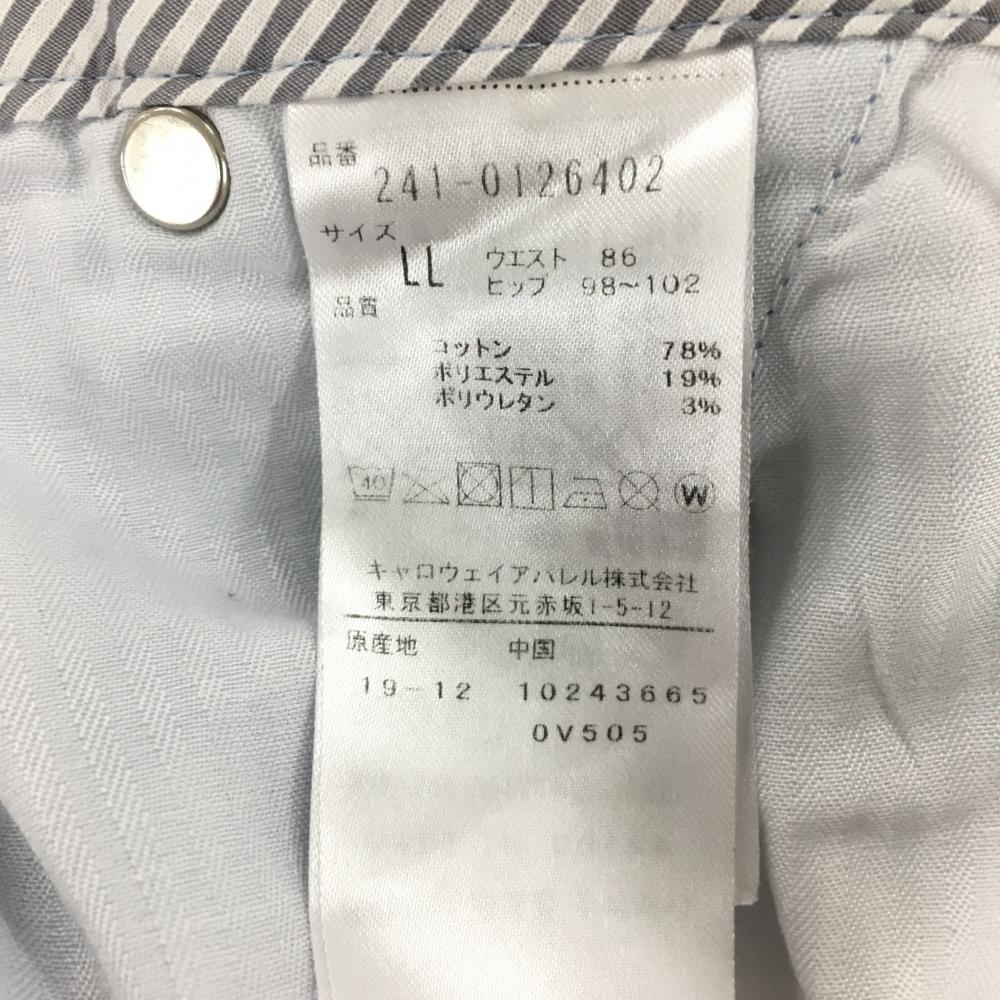 品番
241-0126402
サイズ
LL ウエスト 86
ヒップ 98~102
品質
コットン 78%
ポリエステル 19%
ポリウレタン 3%
40
W
キャロウェイアパレル株式会社
東京都港区元赤坂1-5-12
原産地 中国
19-12 10243665
0V505